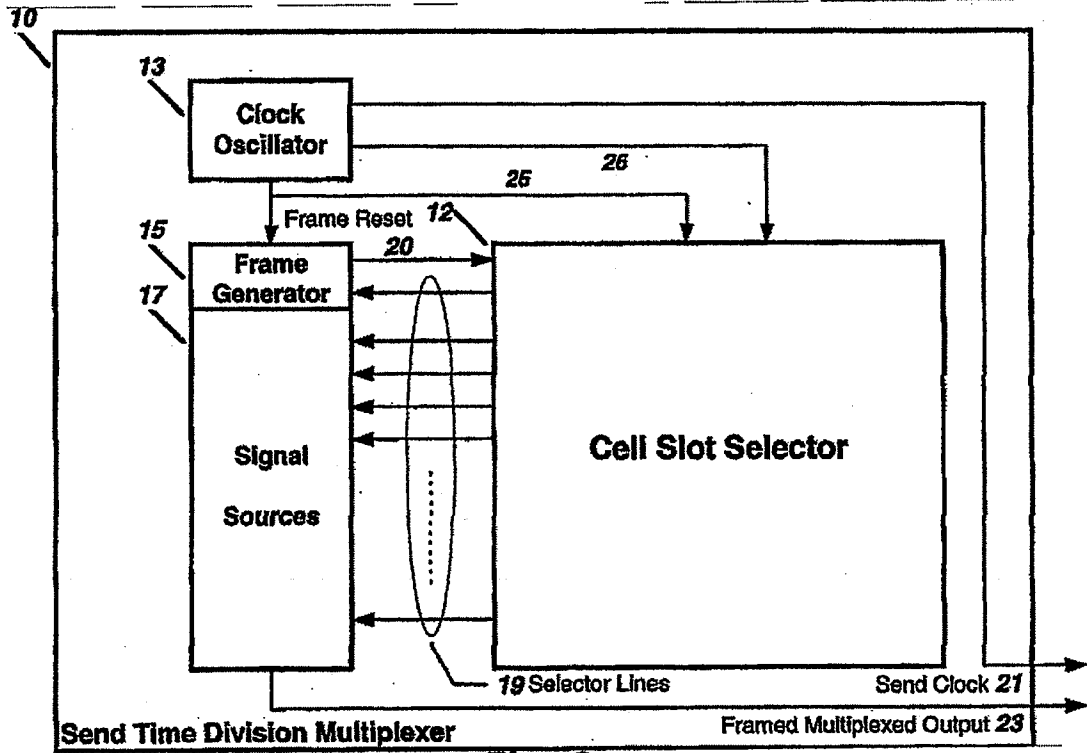 10
13
Clock
Oscillator
26
25
Frame Reset
12
15
20
Frame
Generator
17
Cell Slot Selector
Signal
Sources
19 Selector Lines
Send Clock 21
Framed Multiplexed Output 23
Send Time Division Multiplexer